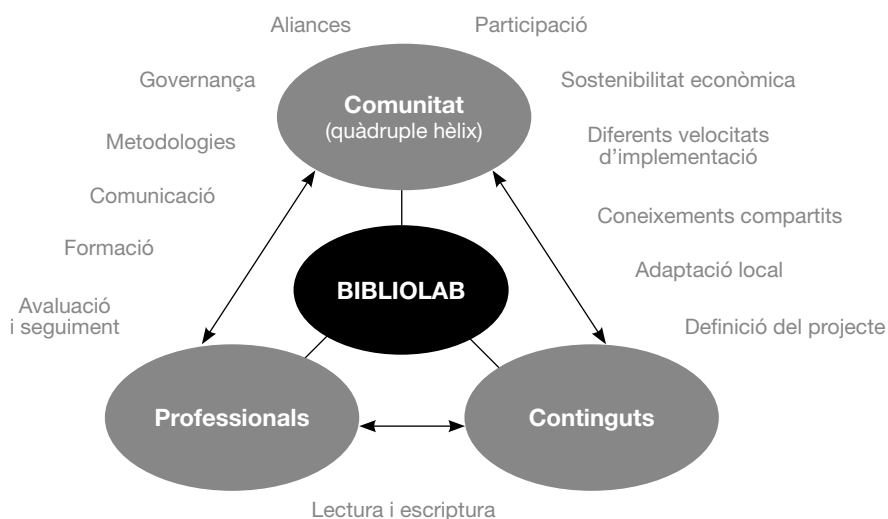 Aliances
Participació
Governança
Sostenibilitat econòmica
Comunitat
(quàdruple hèlix)
Metodologies
Diferents velocitats
d’implementació
Comunicació
Coneixements compartits
Formació
Adaptació local
BIBLIOLAB
Avaluació
i seguiment
Definició del projecte
Professionals
Continguts
Lectura i escriptura